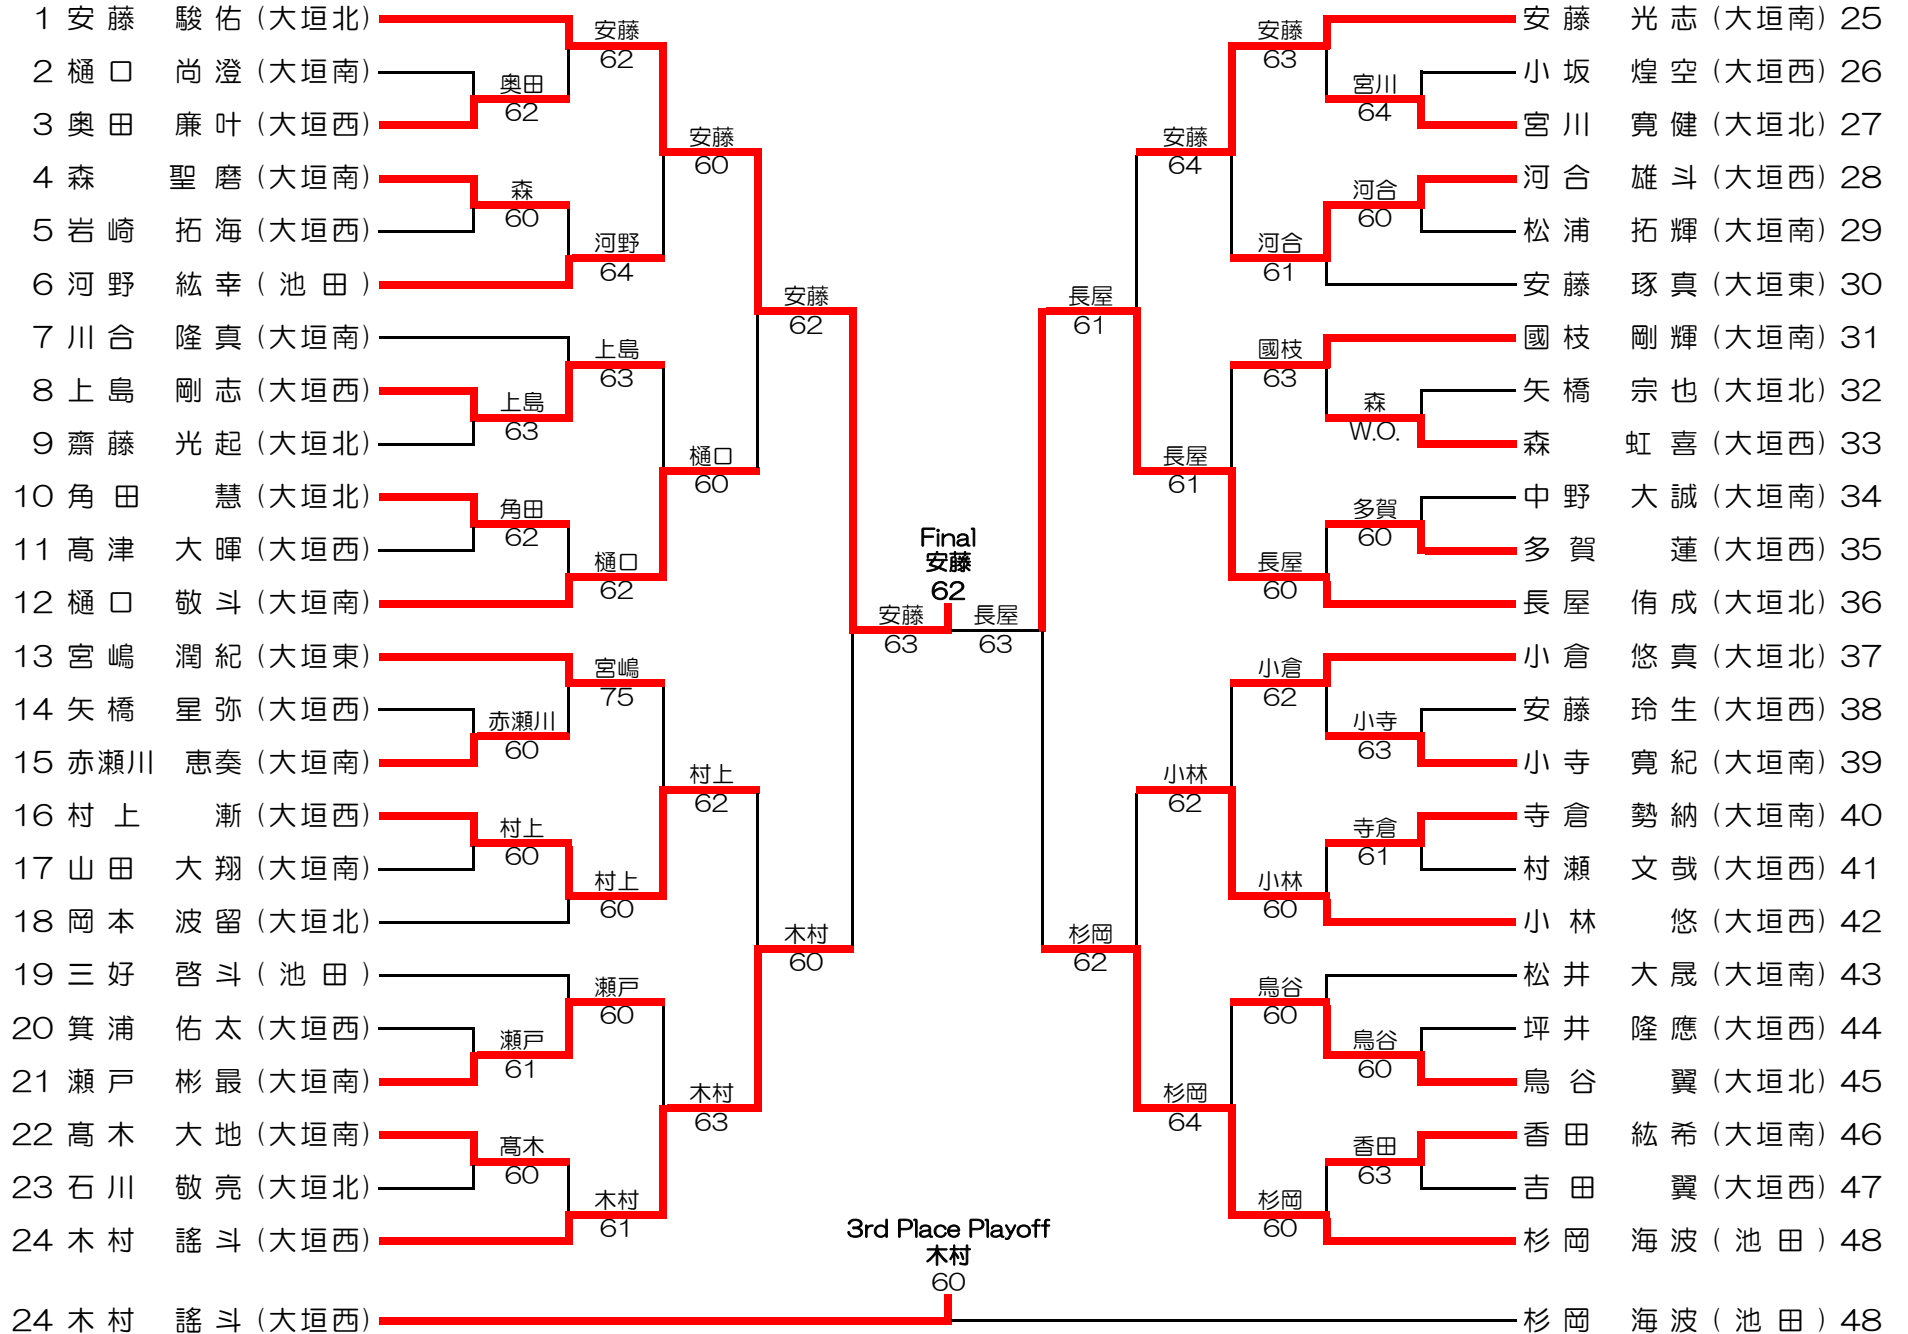 1 安藤 駿佑 (大垣北)
2 樋口 尚澄 (大垣南)
3 奥田 廉叶 (大垣西)
4 森 聖磨 (大垣南)
5 岩崎 拓海 (大垣西)
6 河野 紘幸 (池田)
7 川合 隆真 (大垣南)
8 上島 剛志 (大垣西)
9 齋藤 光起 (大垣北)
10 角田 慧 (大垣北)
11 髙津 大暉 (大垣西)
12 樋口 敬斗 (大垣南)
13 宮嶋 潤紀 (大垣東)
14 矢橋 星弥 (大垣西)
15 赤瀬川 恵奏 (大垣南)
16 村上 漸 (大垣西)
17 山田 大翔 (大垣南)
18 岡本 波留 (大垣北)
19 三好 啓斗 (池田)
20 箕浦 佑太 (大垣西)
21 瀬戸 彬最 (大垣南)
22 髙木 大地 (大垣南)
23 石川 敬亮 (大垣北)
24 木村 謠斗 (大垣西)
奥田
62
森
60
上島
63
角田
62
赤瀬川
60
村上
60
瀬戸
61
髙木
60
安藤
62
河野
64
上島
63
樋口
62
宮嶋
75
村上
60
瀬戸
60
木村
61
安藤
60
樋口
60
村上
62
木村
63
安藤
62
木村
60
安藤
63
Final
安藤
62
長屋
63
長屋
61
杉岡
62
安藤
64
長屋
61
小林
62
杉岡
64
安藤
63
河合
61
國枝
63
長屋
60
小倉
62
小林
60
鳥谷
60
杉岡
60
宮川
64
河合
60
森
W.O.
多賀
60
小寺
63
寺倉
61
鳥谷
60
香田
63
安藤 光志 (大垣南) 25
小坂 煌空 (大垣西) 26
宮川 寛健 (大垣北) 27
河合 雄斗 (大垣西) 28
松浦 拓輝 (大垣南) 29
安藤 琢真 (大垣東) 30
國枝 剛輝 (大垣南) 31
矢橋 宗也 (大垣北) 32
森 虹喜 (大垣西) 33
中野 大誠 (大垣南) 34
多賀 蓮 (大垣西) 35
長屋 侑成 (大垣北) 36
小倉 悠真 (大垣北) 37
安藤 玲生 (大垣西) 38
小寺 寛紀 (大垣南) 39
寺倉 勢納 (大垣南) 40
村瀬 文哉 (大垣西) 41
小林 悠 (大垣西) 42
松井 大晟 (大垣南) 43
坪井 隆應 (大垣西) 44
鳥谷 翼 (大垣北) 45
香田 紘希 (大垣南) 46
吉田 翼 (大垣西) 47
杉岡 海波 (池田) 48
3rd Place Playoff
木村
60
24 木村 謠斗 (大垣西)
杉岡 海波 (池田) 48